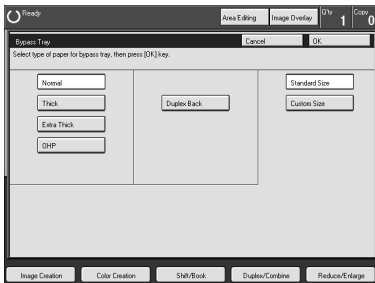 Ready
Area Editing
Image Overlay
Q'ty
1
Copy
0
Bypass Tray
Cancel
OK
Select type of paper for bypass tray, then press [OK] key.
Normal
Standard Size
Thick
Duplex Back
Custom Size
Extra Thick
OHP
Image Creation
Color Creation
Shift/Book
Duplex/Combine
Reduce/Enlarge